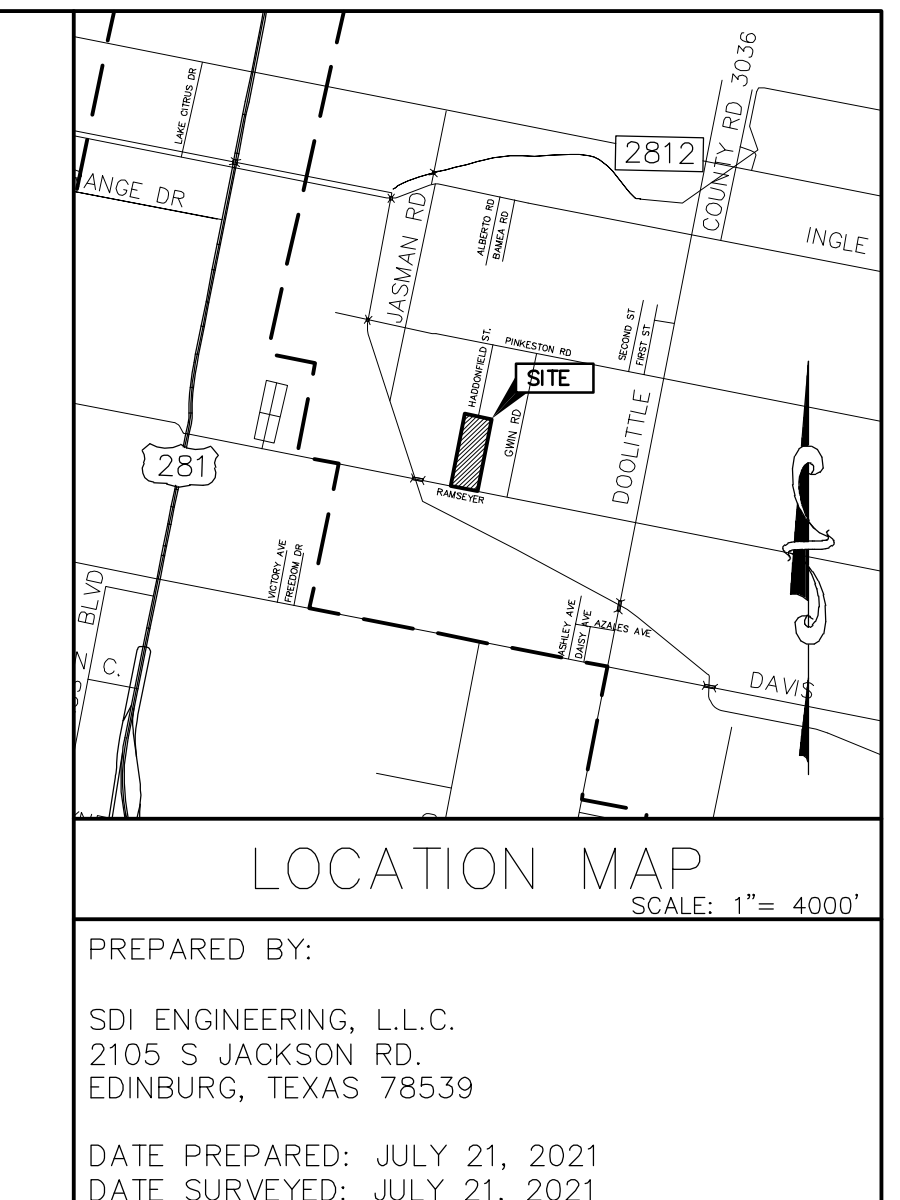 LAKE CITRUS DR
COUNTY RD 3036
2812
ANGE DR
JASMAN RD
ALBERTO RD
BAMEA RD
INGLE
HADDONFIELD ST.
PINKESTON RD
SECOND ST
FIRST ST
SITE
GWIN RD
DOOLITTLE
281
RAMSEYER
VICTORY AVE
FREEDOM DR
BLVD
ASHLEY AVE
DAISY AVE
AZALES AVE
C.
DAVIS
LOCATION MAP
SCALE: 1"= 4000'
PREPARED BY:
SDI ENGINEERING, L.L.C.
2105 S JACKSON RD.
EDINBURG, TEXAS 78539
DATE PREPARED: JULY 21, 2021
DATE SURVEYED: JULY 21, 2021